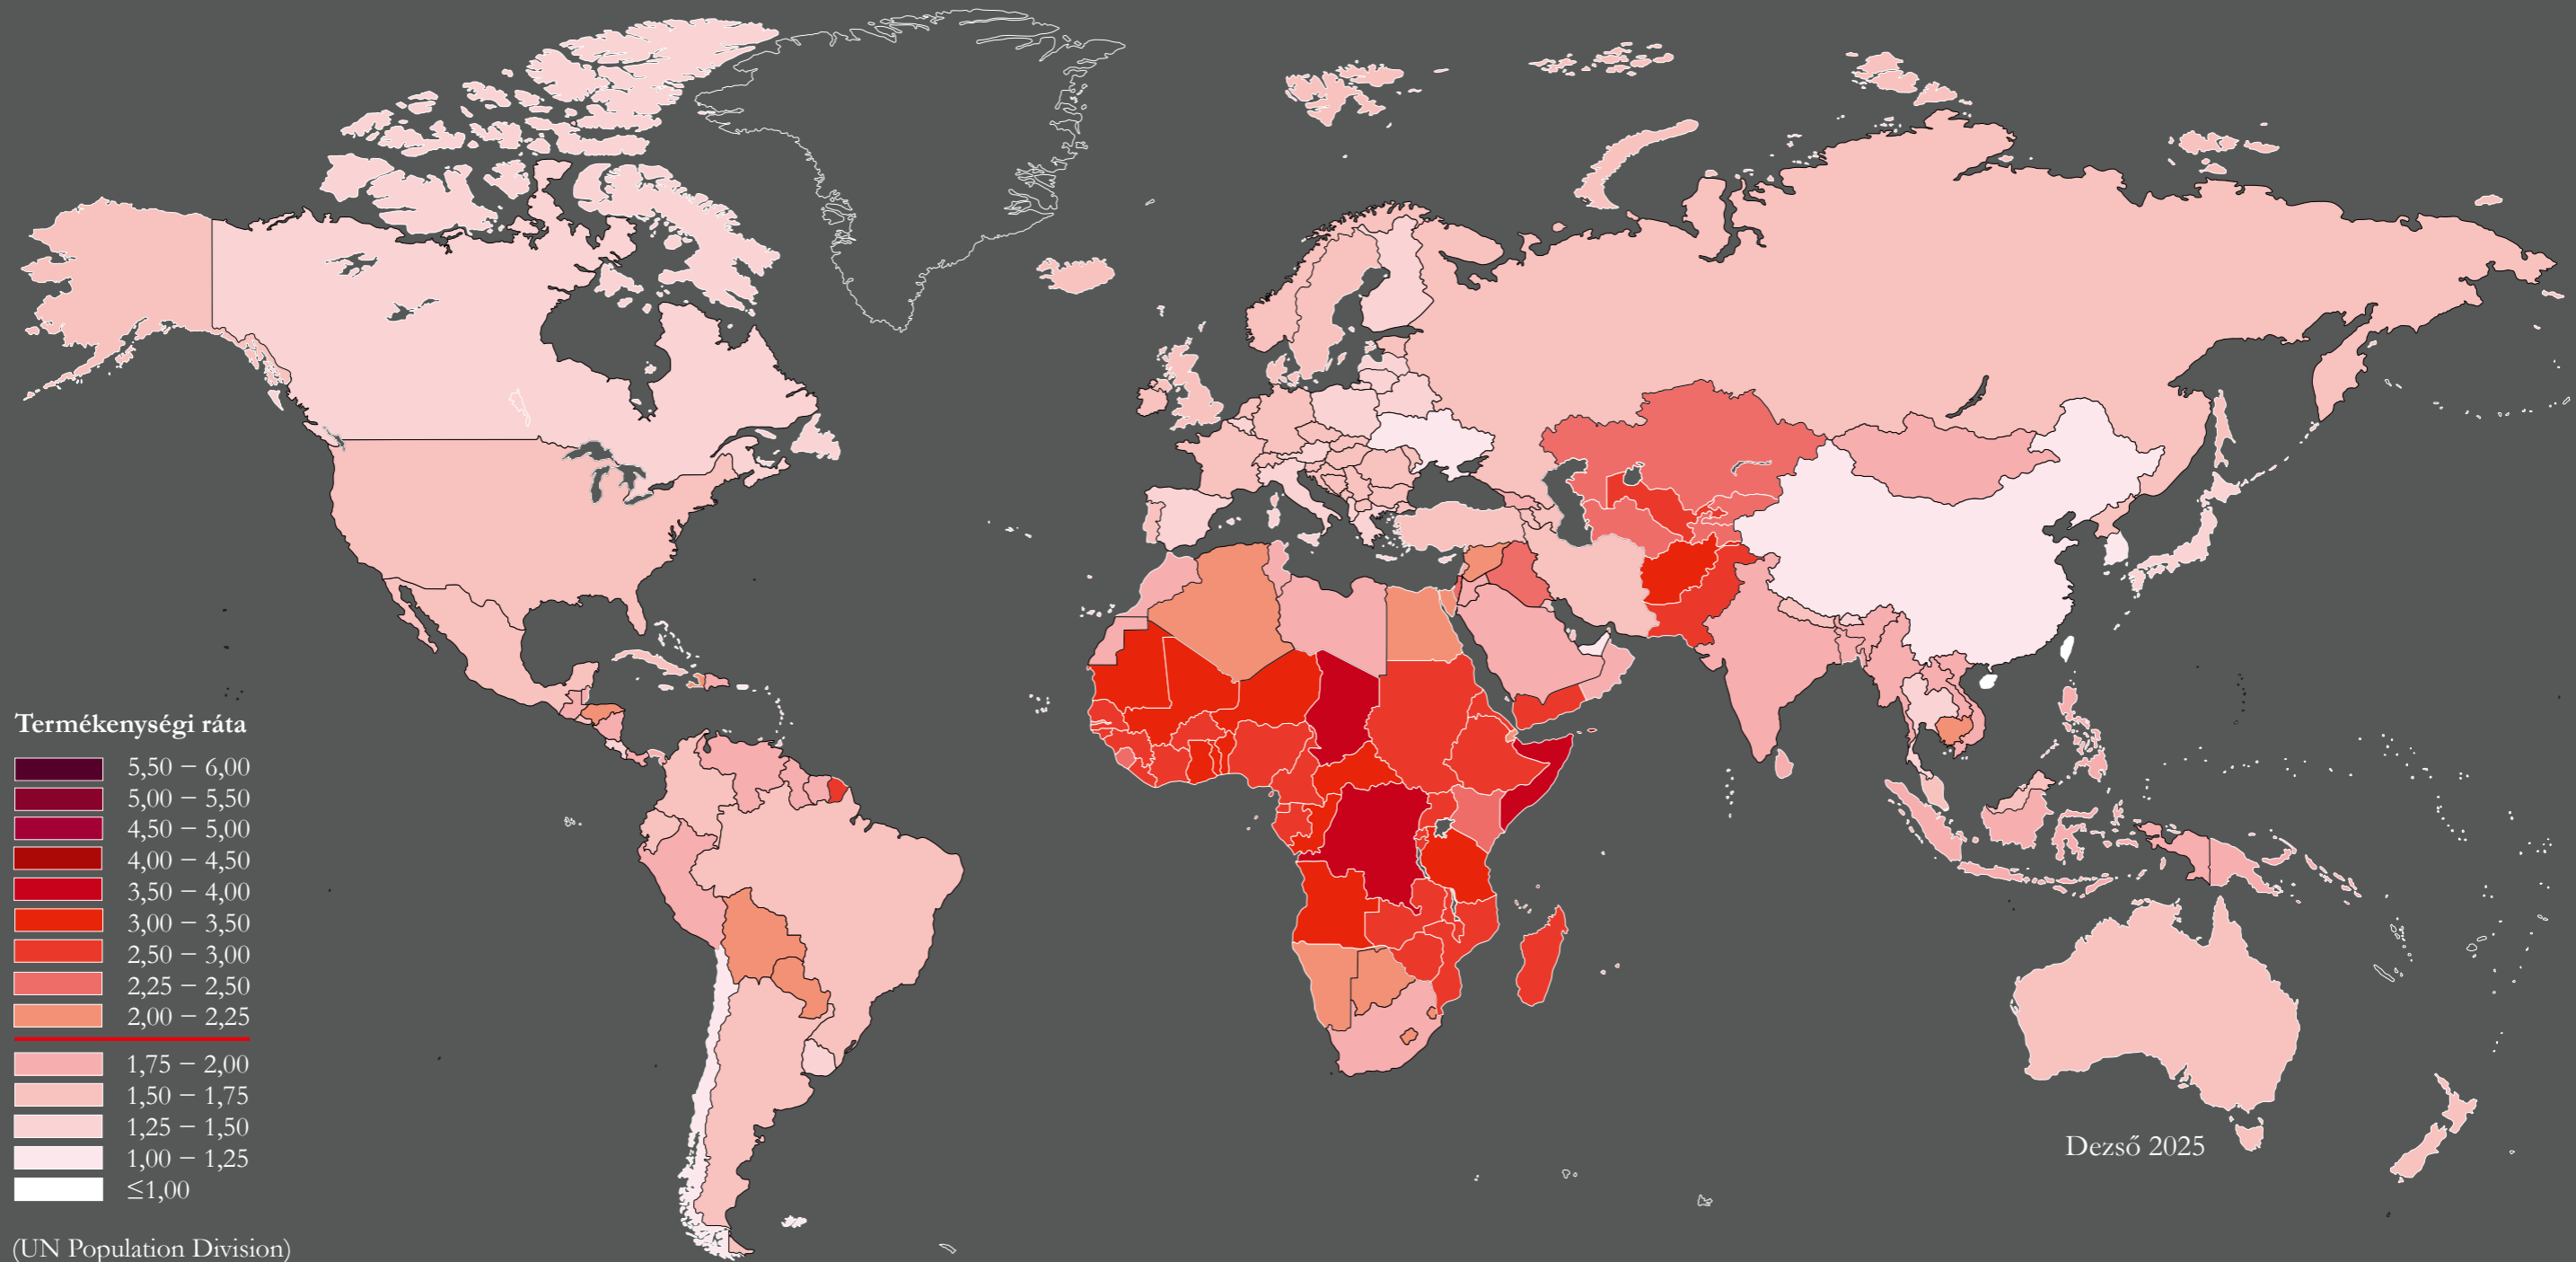 Termékenységi ráta
5,50 – 6,00
5,00 – 5,50
4,50 – 5,00
4,00 – 4,50
3,50 – 4,00
3,00 – 3,50
2,50 – 3,00
2,25 – 2,50
2,00 – 2,25
1,75 – 2,00
1,50 – 1,75
1,25 – 1,50
1,00 – 1,25
≤1,00
(UN Population Division)
Dezső 2025